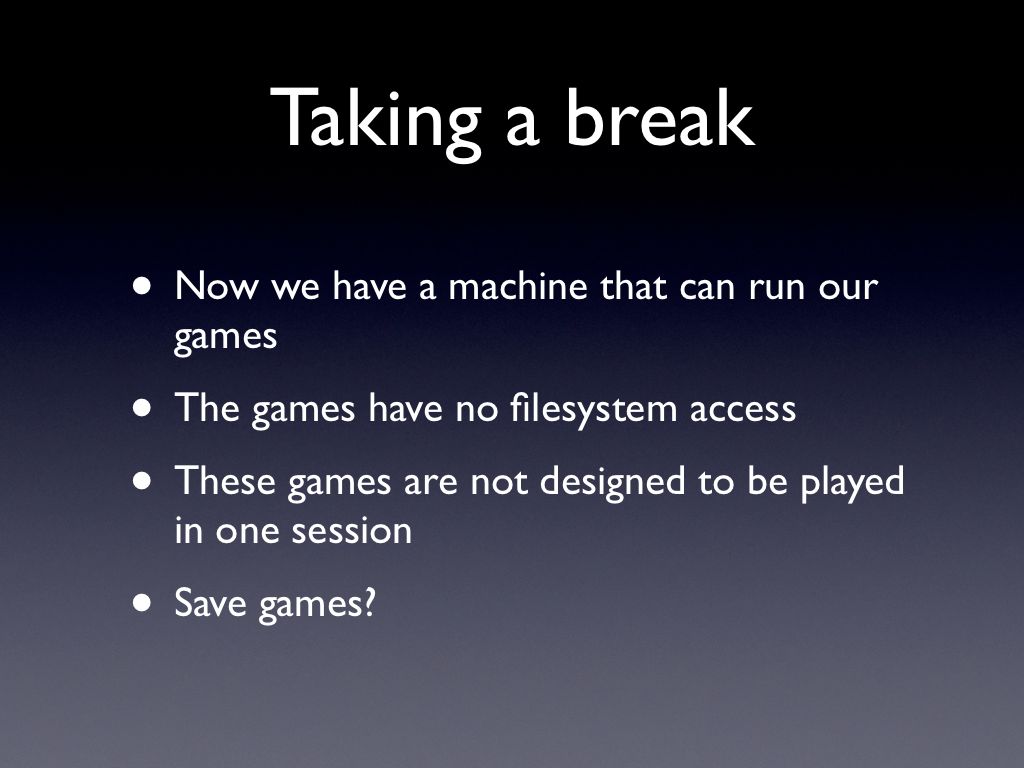 Taking a break
• Now we have a machine that can run our
games
• The games have no filesystem access
• These games are not designed to be played
in one session
• Save games?